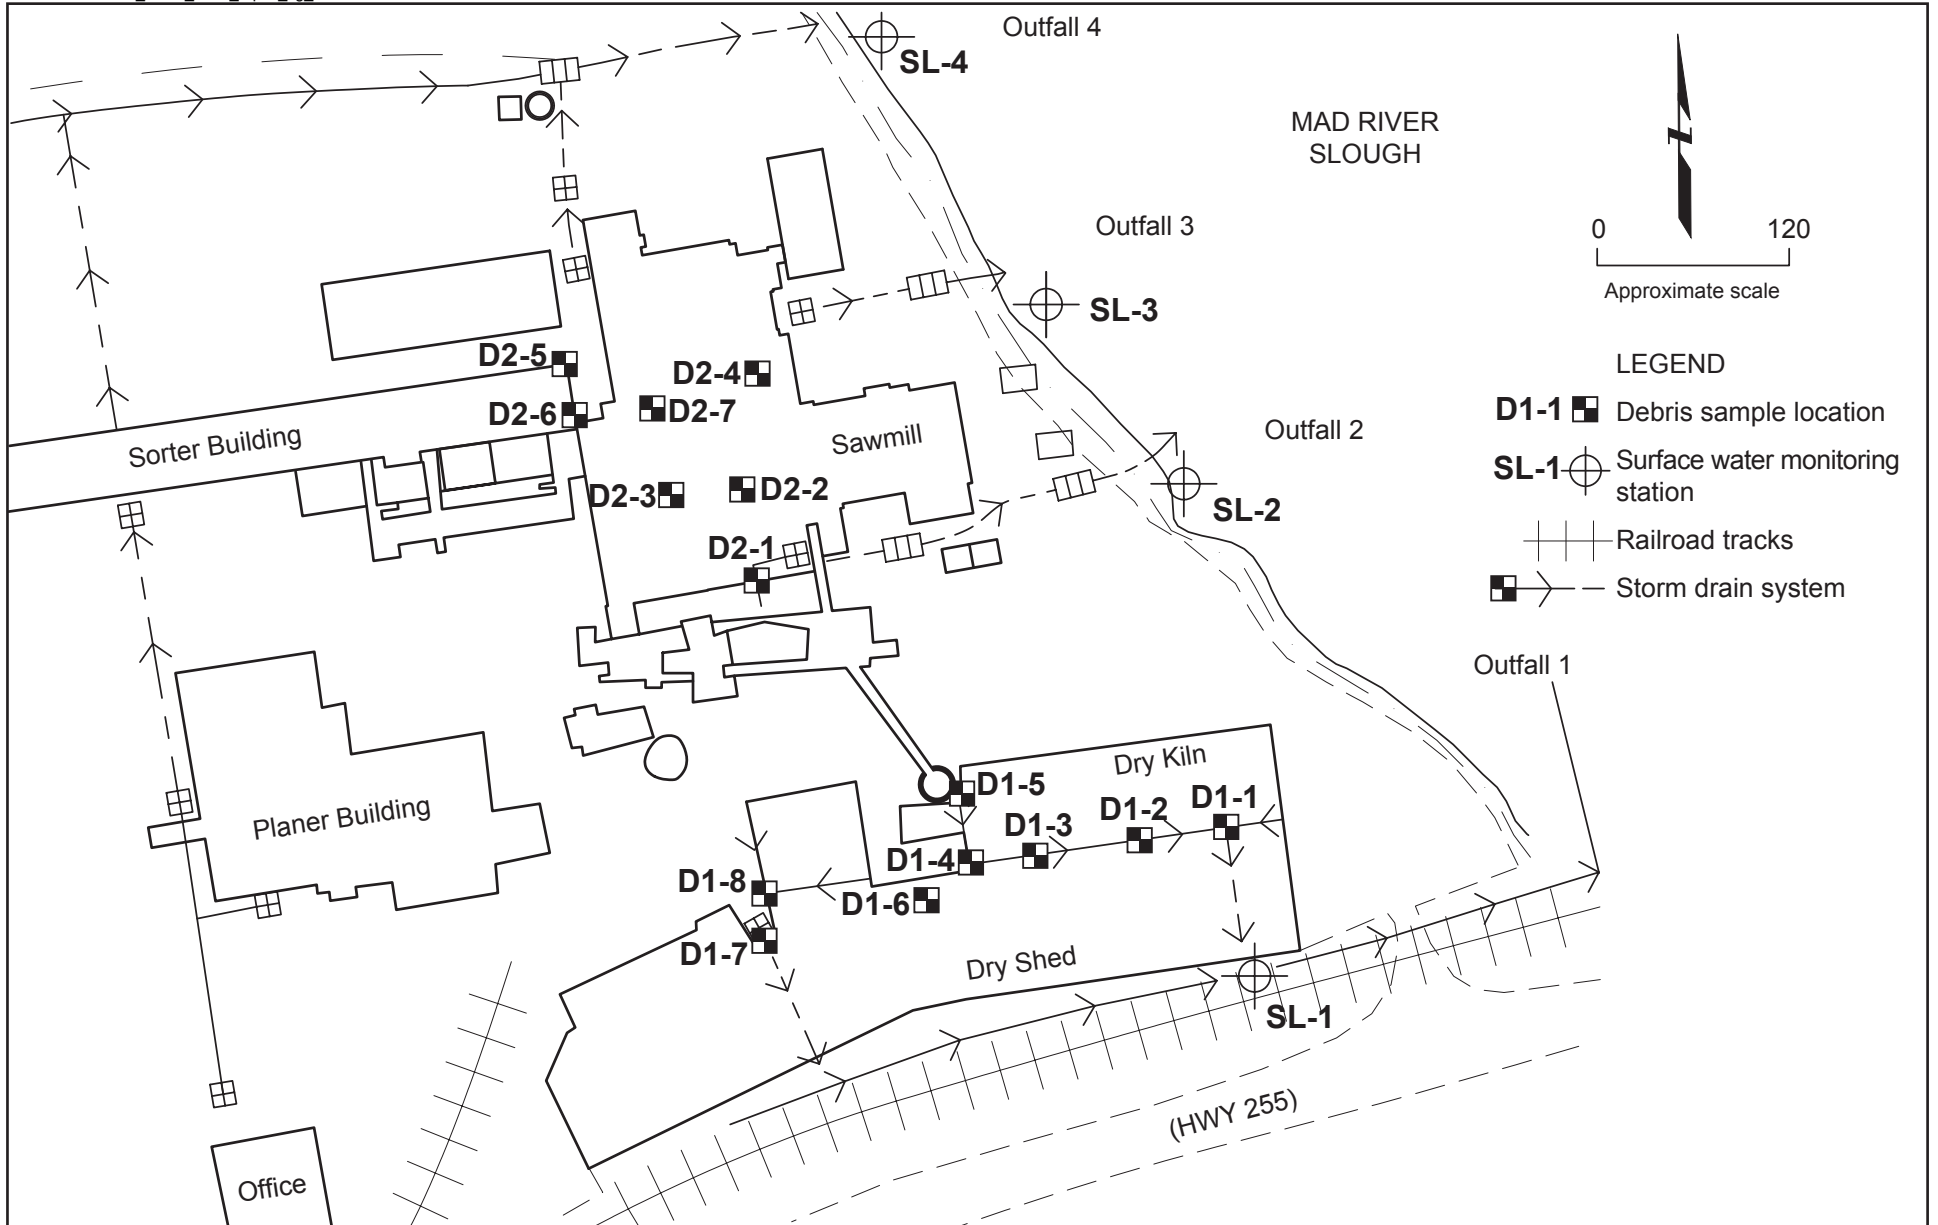 Outfall 4
SL-4
MAD RIVER
SLOUGH
Outfall 3
SL-3
0
120
Approximate scale
LEGEND
D1-1
Debris sample location
SL-1
Surface water monitoring
station
Railroad tracks
Storm drain system
D2-5
D2-4
D2-6
D2-7
Sorter Building
Sawmill
Outfall 2
D2-3
D2-2
SL-2
D2-1
Outfall 1
Dry Kiln
D1-5
D1-3
D1-2
D1-1
Planer Building
D1-4
D1-8
D1-6
D1-7
Dry Shed
SL-1
(HWY 255)
Office